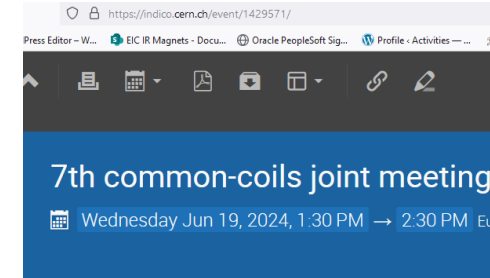 https://indico.cern.ch/event/1429571/
Press Editor – W... EIC IR Magnets - Docu... Oracle PeopleSoft Sig... Profile ‹ Activities — ...
7th common-coils joint meeting
Wednesday Jun 19, 2024, 1:30 PM → 2:30 PM